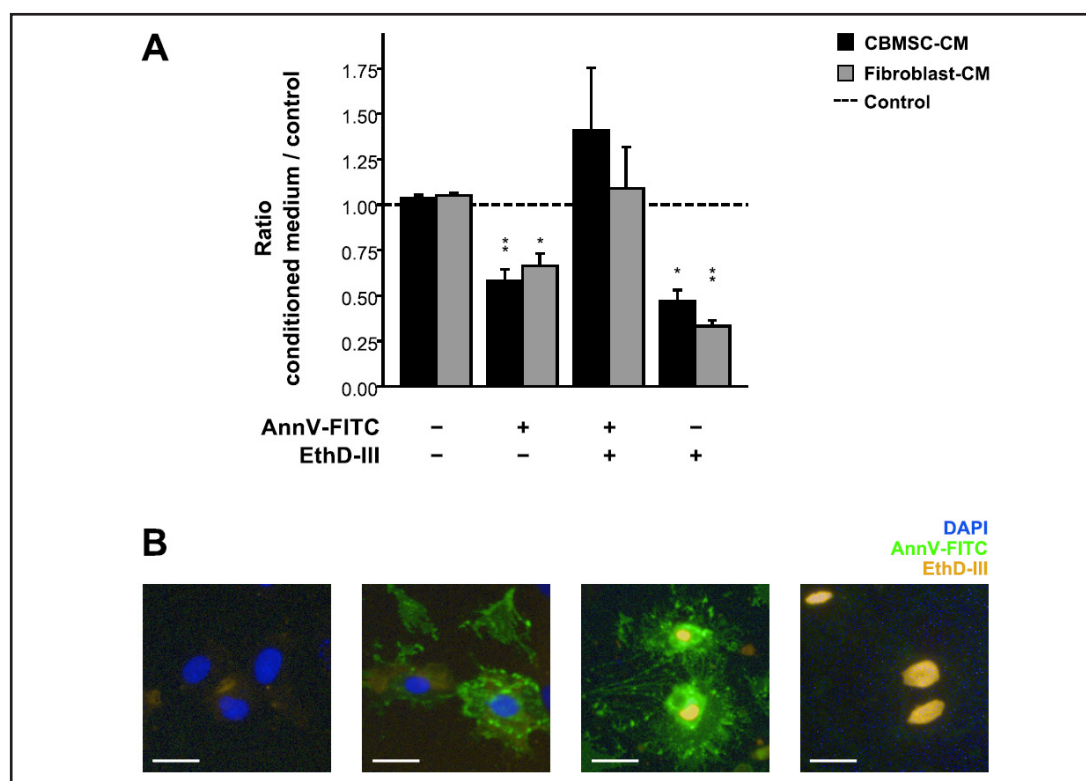 A
CBMSC-CM
Fibroblast-CM
Control
Ratio
conditioned medium / control
1.75
1.50
1.25
1.00
0.75
0.50
0.25
0.00
* * * * * *
AnnV-FITC − + + −
EthD-III − − + +
B
DAPI
AnnV-FITC
EthD-III